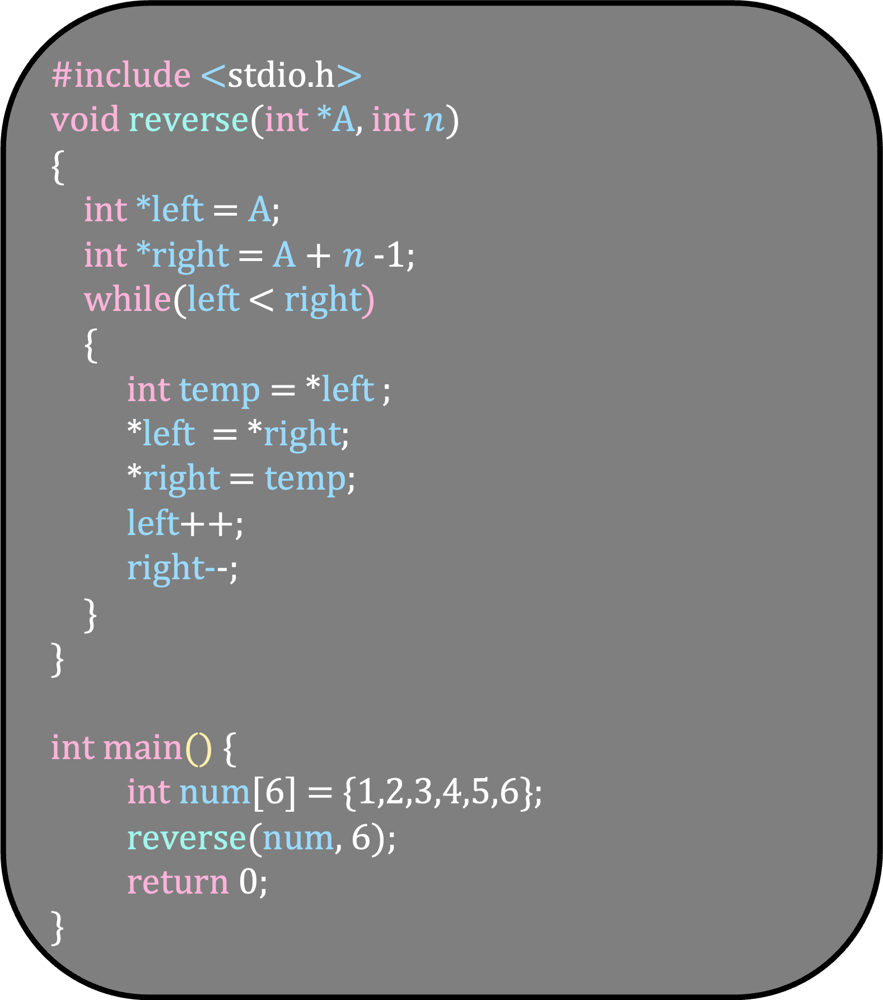 #include <stdio.h>
void reverse(int *A, int n)
{
int *left = A;
int *right = A + n -1;
while(left < right)
{
int temp = *left ;
*left  = *right;
*right = temp;
left++;
right--;
}
}
int main() {
int num[6] = {1,2,3,4,5,6};
reverse(num, 6);
return 0;
}